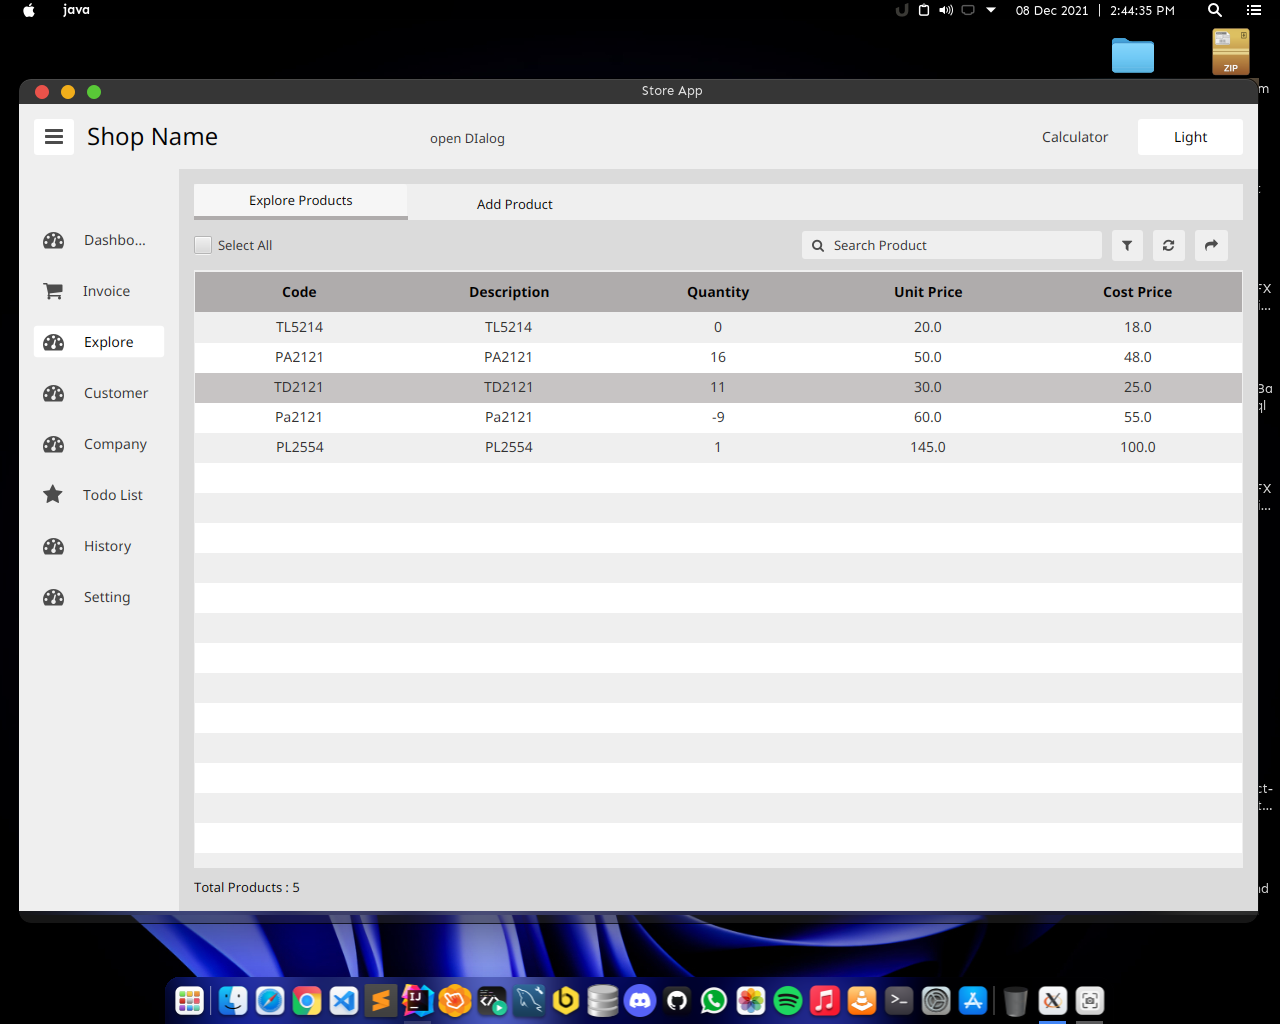 java
08 Dec 2021 | 2:44:35 PM
ZIP
Store App
Shop Name
open DIalog
Calculator
Light
Explore Products
Add Product
Select All
Search Product
Dashbo...
Invoice
Explore
Customer
Company
Todo List
History
Setting
Code Description Quantity Unit Price Cost Price
TL5214 TL5214 0 20.0 18.0
PA2121 PA2121 16 50.0 48.0
TD2121 TD2121 11 30.0 25.0
Pa2121 Pa2121 -9 60.0 55.0
PL2554 PL2554 1 145.0 100.0
Total Products : 5